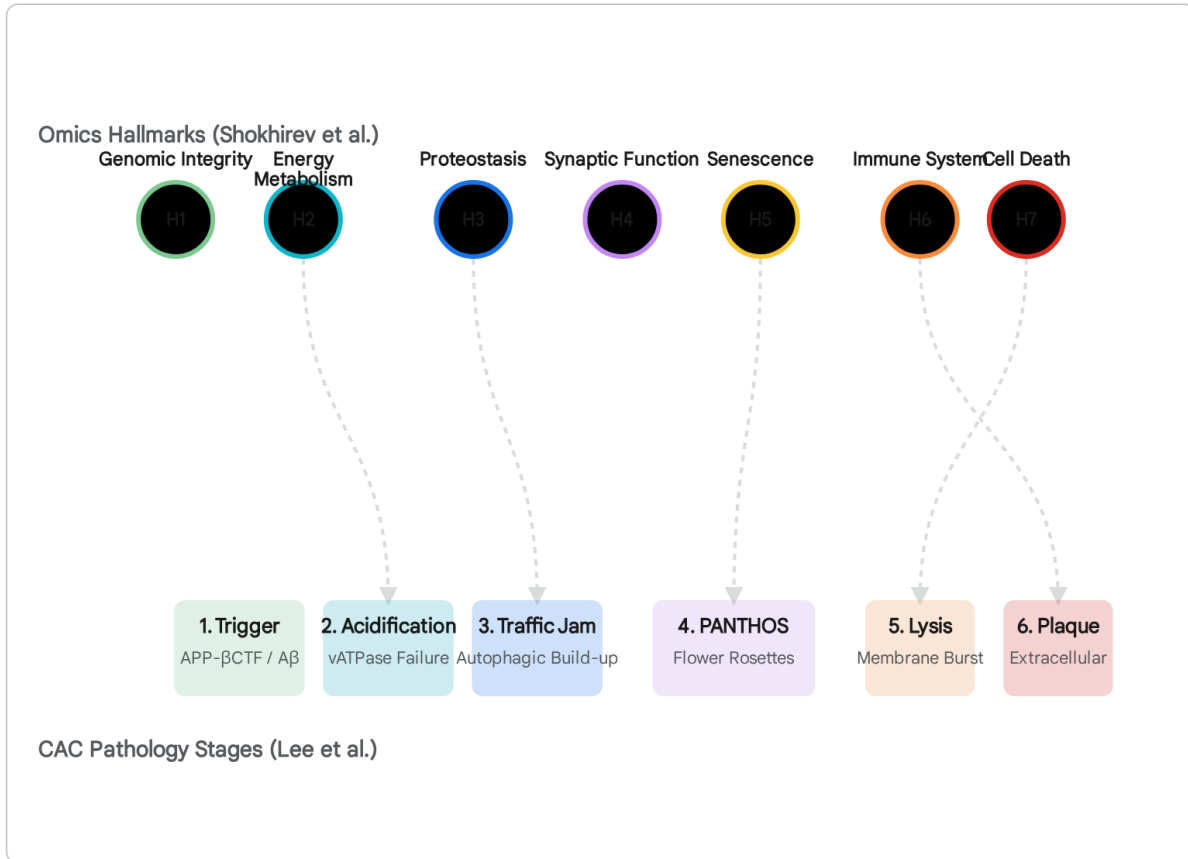 Omics Hallmarks (Shokhirev et al.)
Genomic Integrity
Energy
Metabolism
Proteostasis
Synaptic Function
Senescence
Immune System
Cell Death
H1
H2
H3
H4
H5
H6
H7
1. Trigger
APP-βCTF / Aβ
2. Acidification
vATPase Failure
3. Traffic Jam
Autophagic Build-up
4. PANTHOS
Flower Rosettes
5. Lysis
Membrane Burst
6. Plaque
Extracellular
CAC Pathology Stages (Lee et al.)